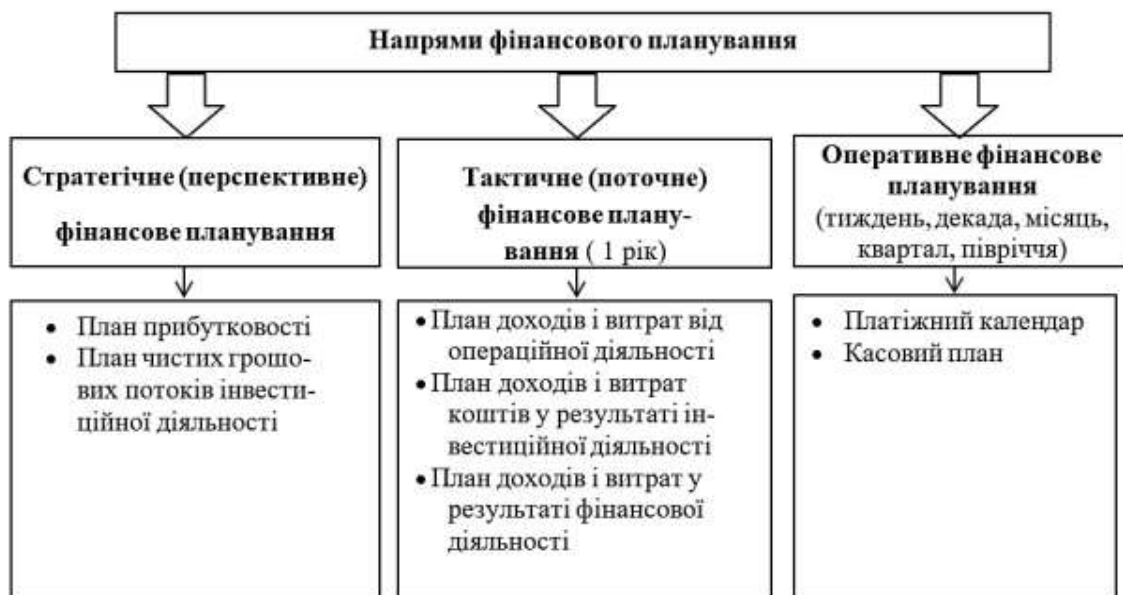 Напрями фінансового планування
Стратегічне (перспективне)
фінансове планування
Тактичне (поточне)
фінансове плану-
вання ( 1 рік)
Оперативне фінансове
планування
(тиждень, декада, місяць,
квартал, півріччя)
• План прибутковості
• План чистих грошо-
вих потоків інвести-
ційної діяльності
• План доходів і витрат від
операційної діяльності
• План доходів і витрат
коштів у результаті ін-
вестиційної діяльності
• План доходів і витрат у
результаті фінансової
діяльності
• Платіжний календар
• Касовий план